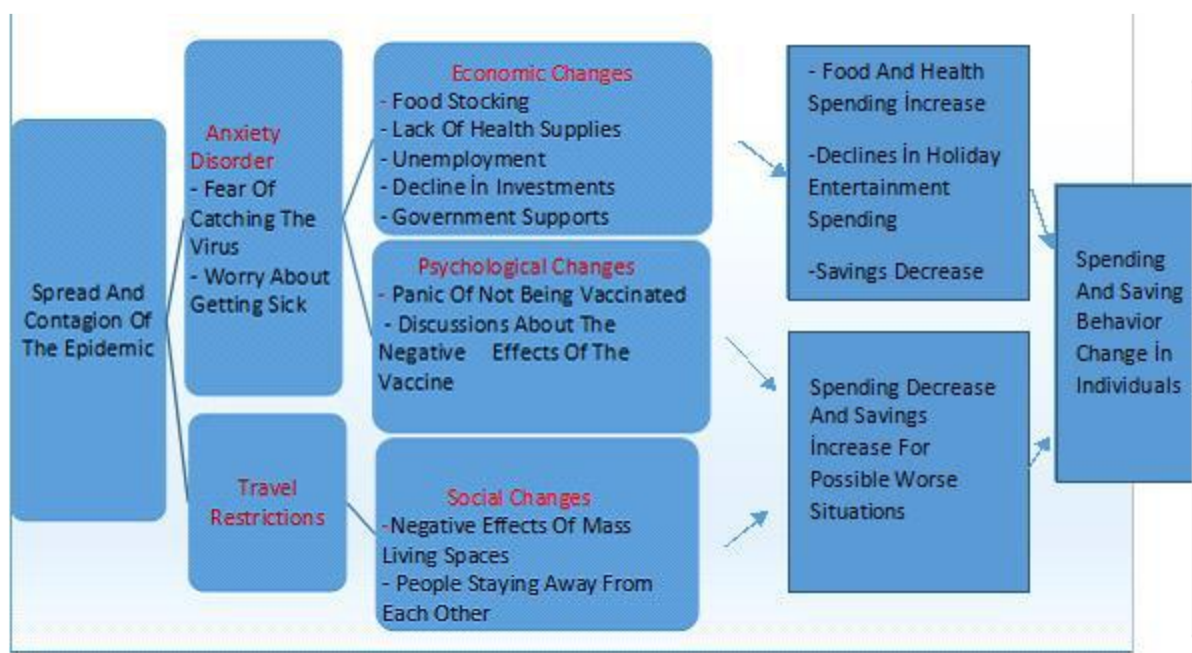 Spread And
Contagion Of
The Epidemic
Anxiety
Disorder
- Fear Of
Catching The
Virus
- Worry About
Getting Sick
Travel
Restrictions
Economic Changes
- Food Stocking
- Lack Of Health Supplies
- Unemployment
- Decline İn Investments
- Government Supports
Psychological Changes
- Panic Of Not Being Vaccinated
- Discussions About The
Negative Effects Of The
Vaccine
Social Changes
-Negative Effects Of Mass
Living Spaces
- People Staying Away From
Each Other
- Food And Health
Spending İncrease
-Declines İn Holiday
Entertainment
Spending
-Savings Decrease
Spending Decrease
And Savings
İncrease For
Possible Worse
Situations
Spending
And Saving
Behavior
Change İn
Individuals